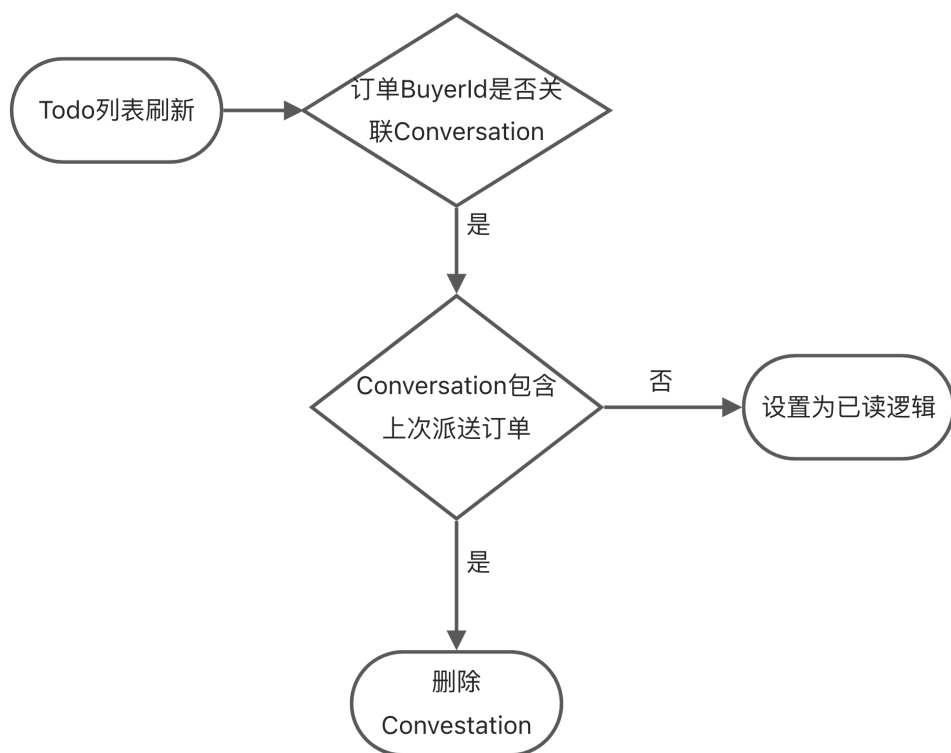 Todo列表刷新
订单BuyerId是否关
联Conversation
是
Conversation包含
上次派送订单
否
设置为已读逻辑
是
删除
Convestation